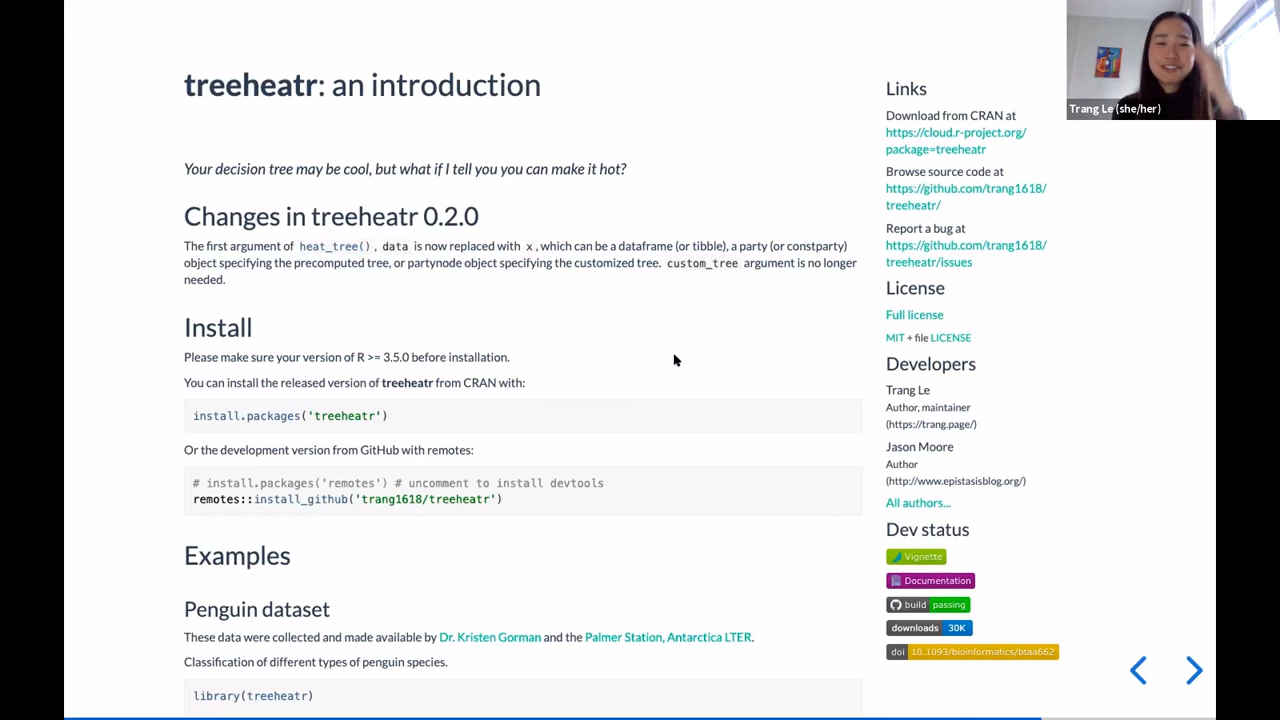 treeheatr: an introduction
Your decision tree may be cool, but what if I tell you you can make it hot?
Changes in treeheatr 0.2.0
The first argument of heat_tree(), data is now replaced with x, which can be a dataframe (or tibble), a party (or constparty)
object specifying the precomputed tree, or partynode object specifying the customized tree. custom_tree argument is no longer
needed.
Install
Please make sure your version of R >= 3.5.0 before installation.
You can install the released version of treeheatr from CRAN with:
install.packages('treeheatr')
Or the development version from GitHub with remotes:
# install.packages('remotes') # uncomment to install devtools
remotes::install_github('trang1618/treeheatr')
Examples
Penguin dataset
These data were collected and made available by Dr. Kristen Gorman and the Palmer Station, Antarctica LTER.
Classification of different types of penguin species.
library(treeheatr)
Links
Download from CRAN at
https://cloud.r-project.org/
package=treeheatr
Browse source code at
https://github.com/trang1618/
treeheatr/
Report a bug at
https://github.com/trang1618/
treeheatr/issues
License
Full license
MIT + file LICENSE
Developers
Trang Le
Author, maintainer
(https://trang.page/)
Jason Moore
Author
(http://www.epistasisblog.org/)
All authors...
Dev status
Vignette
Documentation
build passing
downloads 30K
doi 10.1093/bioinformatics/btaa662
Trang Le (she/her)